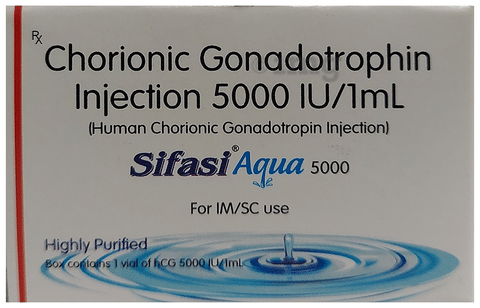 Rx
Chorionic Gonadotrophin
Injection 5000 IU/1mL
(Human Chorionic Gonadotropin Injection)
Sifasi® Aqua 5000
For IM/SC use
Highly Purified
Box contains 1 vial of hCG 5000 IU/1mL